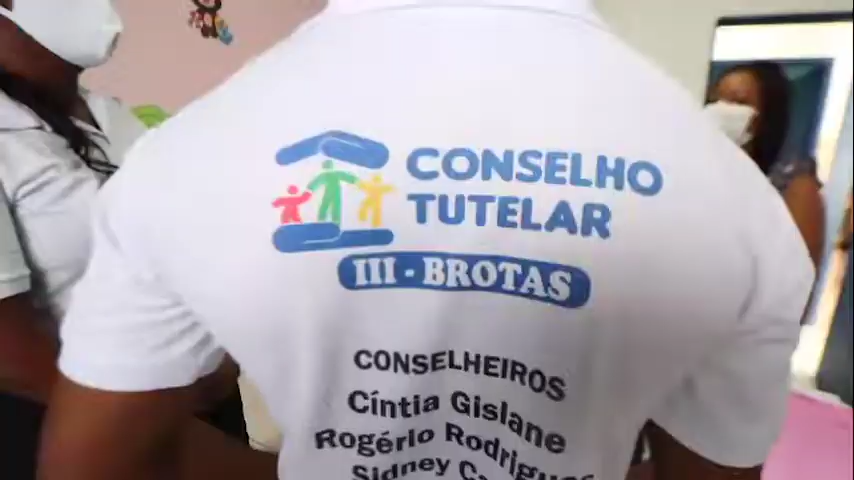 CONSELHO
TUTELAR
III - BROTAS
CONSELHEIROS
Cíntia Gislane
Rogério Rodrigues
Sidney